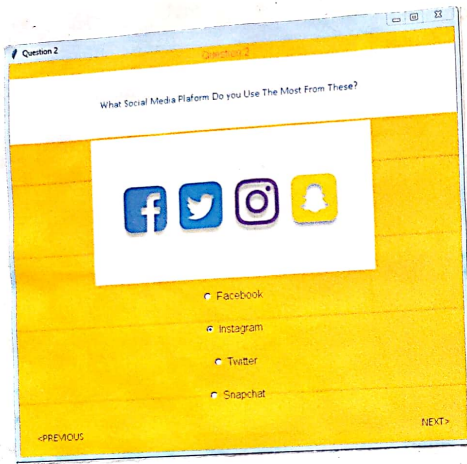 Question 2
Question 2
What Social Media Plaform Do you Use The Most From These?
Facebook
Instagram
Twitter
Snapchat
<PREVIOUS
NEXT>